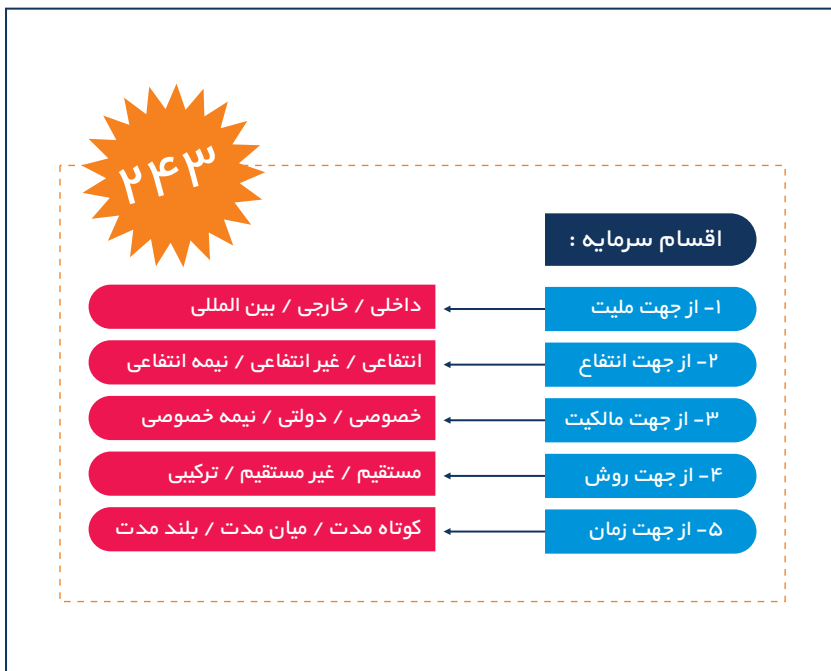 ۲۴۳
اقسام سرمایه :
۱- از جهت ملیت
داخلی / خارجی / بین المللی
۲- از جهت انتفاع
انتفاعی / غیر انتفاعی / نیمه انتفاعی
۳- از جهت مالکیت
خصوصی / دولتی / نیمه خصوصی
۴- از جهت روش
مستقیم / غیر مستقیم / ترکیبی
۵- از جهت زمان
کوتاه مدت / میان مدت / بلند مدت